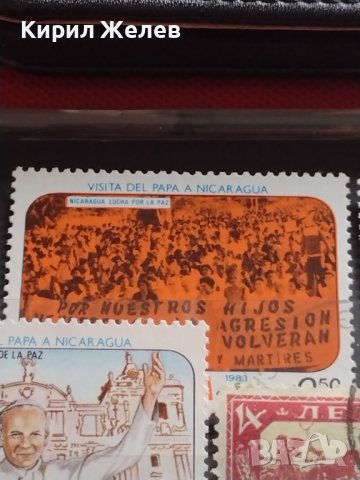 Кирил Желев
VISITA DEL PAPA A NICARAGUA
NICARAGUA LUCHA POR LA PAZ
POR NUESTROS HIJOS
AGRESION
VOLVERAN
Y MARTIRES
1983
0.50
PAPA A NICARAGUA
DE LA PAZ
bazar